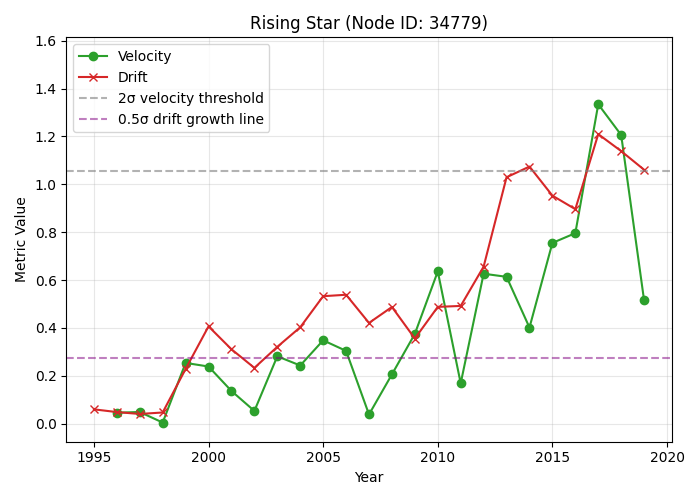 Rising Star (Node ID: 34779)
Velocity
Drift
2σ velocity threshold
0.5σ drift growth line
Metric Value
1.6
1.4
1.2
1.0
0.8
0.6
0.4
0.2
0.0
1995
2000
2005
2010
2015
2020
Year